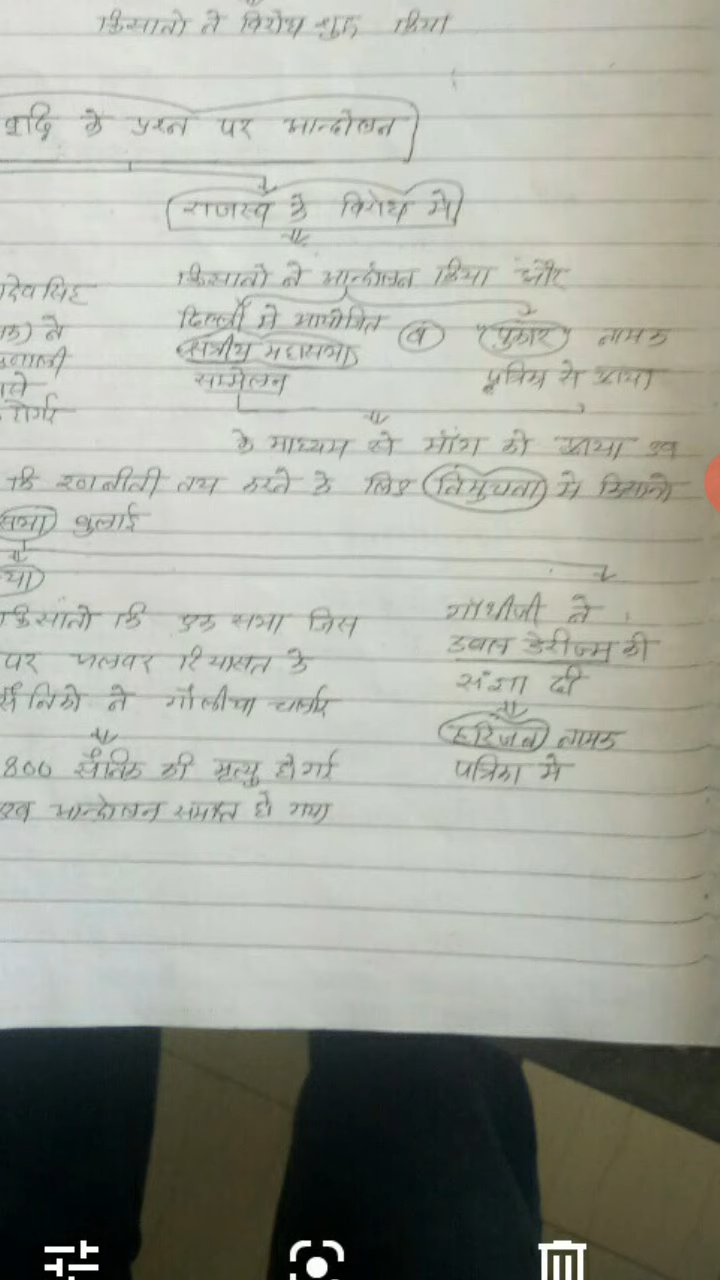 किसानो ने विरोध शुरू किया
वृद्धि के प्रश्न पर आन्दोलन
राजस्व के विरोध में
किसानो ने आन्दोलन किया और
देव सिंह
दिल्ली मे आयोजित
क्षत्रीय महासभा
सम्मेलन
व "पुकार" नामक
पत्रिका से
के माध्यम से मांग को उठाया
कि रणनीती तय करने के लिए निमुचना मे किसानो
सभा बुलाई
किसानो कि एक सभा जिस
पर अलवर रियासत के
सैनिको ने गोलीया चलाई
800 सैनिक की मृत्यु हो गई
एव आन्दोलन समाप्त हो गया
गाँधीजी ने
डबल डेरीज्म की
संज्ञा दी
हरिजन नामक
पत्रिका मे